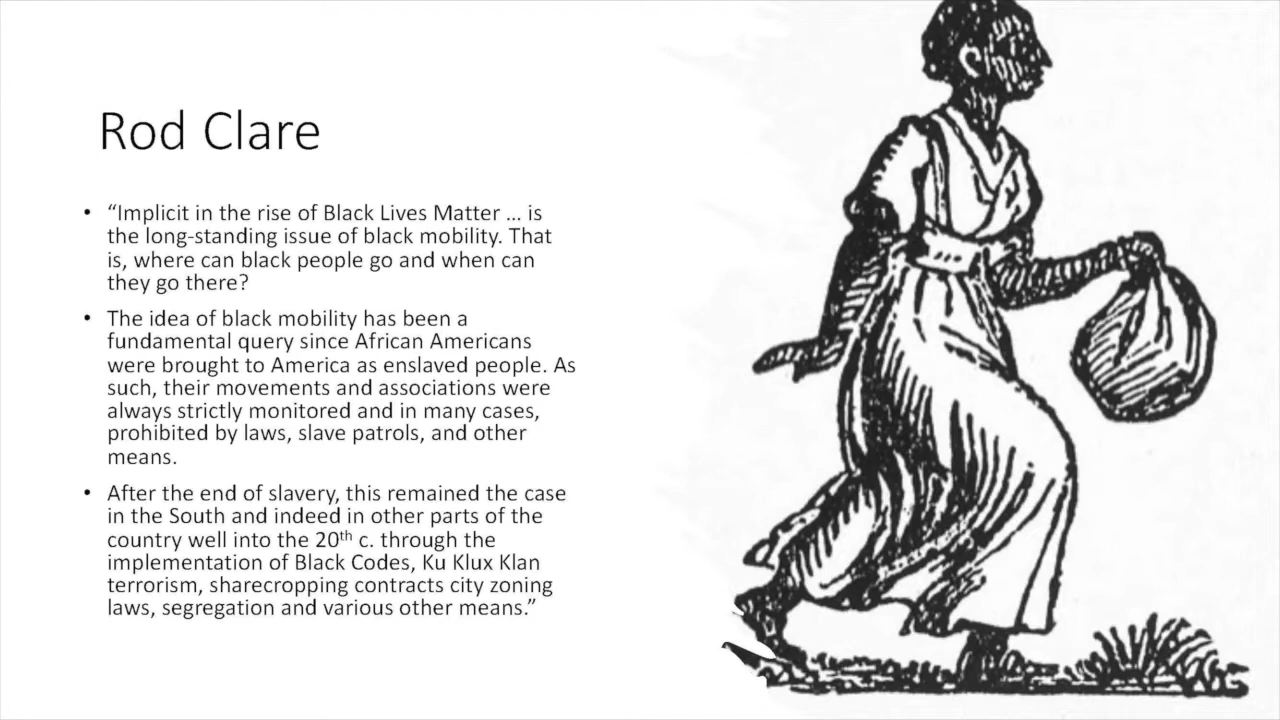 Rod Clare
• “Implicit in the rise of Black Lives Matter ... is
the long-standing issue of black mobility. That
is, where can black people go and when can
they go there?
• The idea of black mobility has been a
fundamental query since African Americans
were brought to America as enslaved people. As
such, their movements and associations were
always strictly monitored and in many cases,
prohibited by laws, slave patrols, and other
means.
• After the end of slavery, this remained the case
in the South and indeed in other parts of the
country well into the 20th c. through the
implementation of Black Codes, Ku Klux Klan
terrorism, sharecropping contracts city zoning
laws, segregation and various other means.”